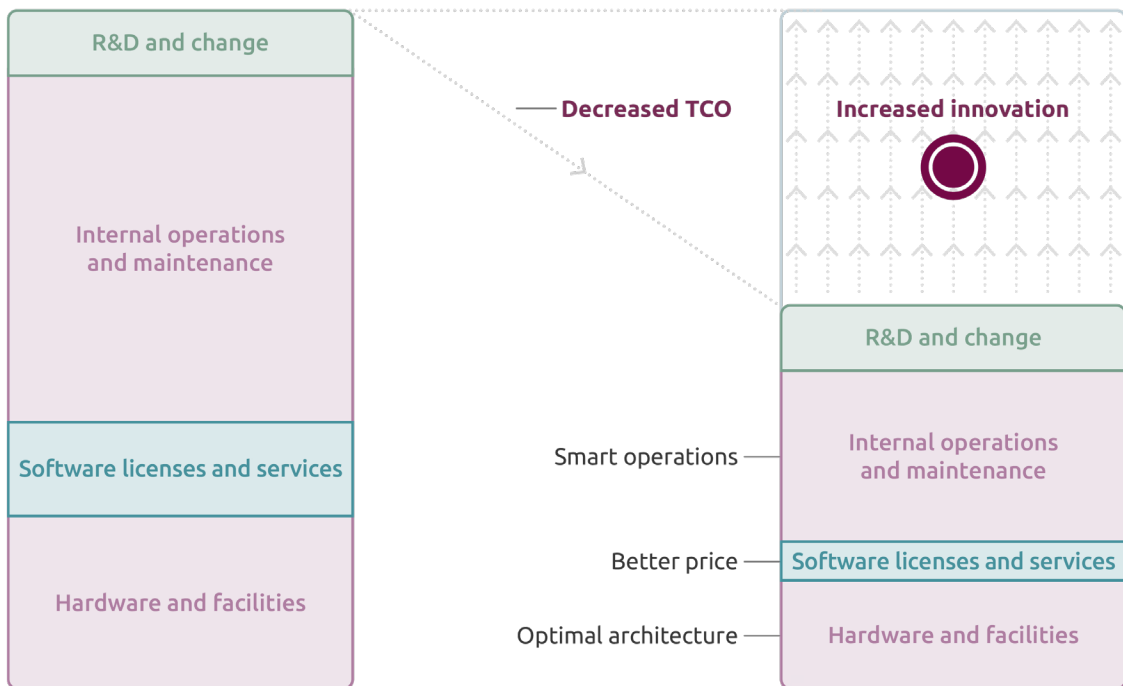 R&D and change
Internal operations
and maintenance
Software licenses and services
Hardware and facilities
Decreased TCO
Smart operations
Better price
Optimal architecture
Increased innovation
R&D and change
Internal operations
and maintenance
Software licenses and services
Hardware and facilities